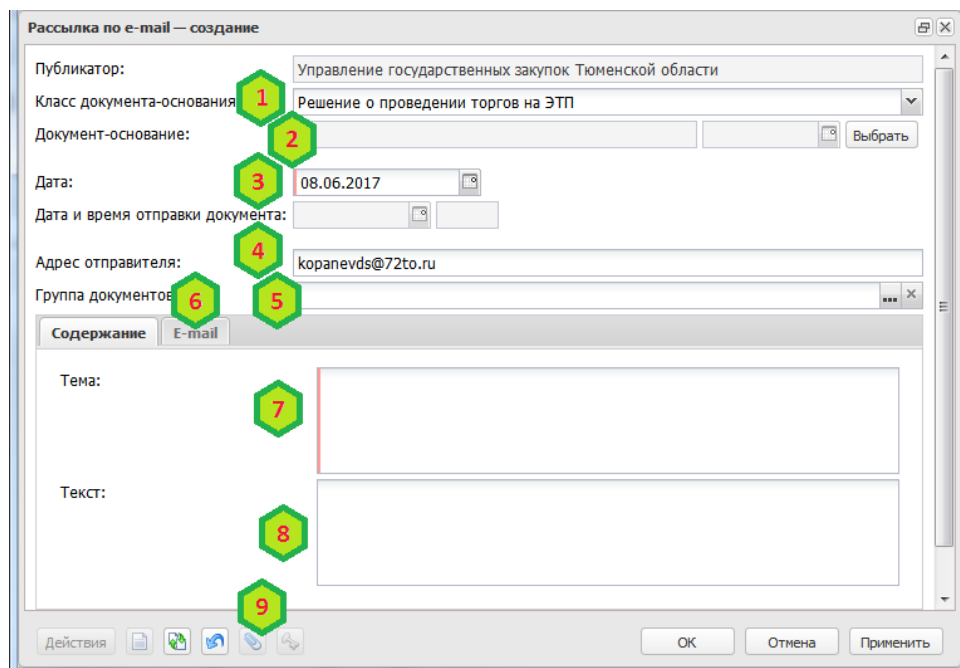 Рассылка по e-mail — создание
Публикатор: Управление государственных закупок Тюменской области
Класс документа-основания 1 Решение о проведении торгов на ЭТП
Документ-основание: 2 Выбрать
Дата: 3 08.06.2017
Дата и время отправки документа:
4
Адрес отправителя: kopanevds@72to.ru
Группа документов 6 5 ...
Содержание E-mail
Тема:
7
Текст:
8
9
Действия ОК Отмена Применить